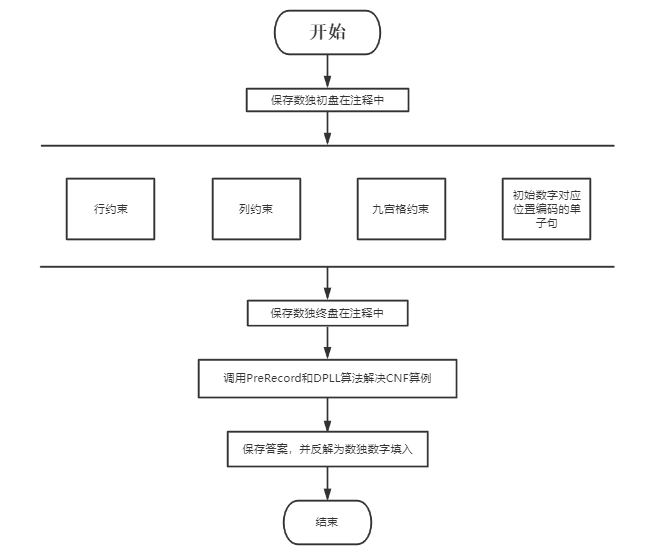 开始
保存数独初盘在注释中
行约束
列约束
九宫格约束
初始数字对应
位置编码的单
子句
保存数独终盘在注释中
调用PreRecord和DPLL算法解决CNF算例
保存答案，并反解为数独数字填入
结束